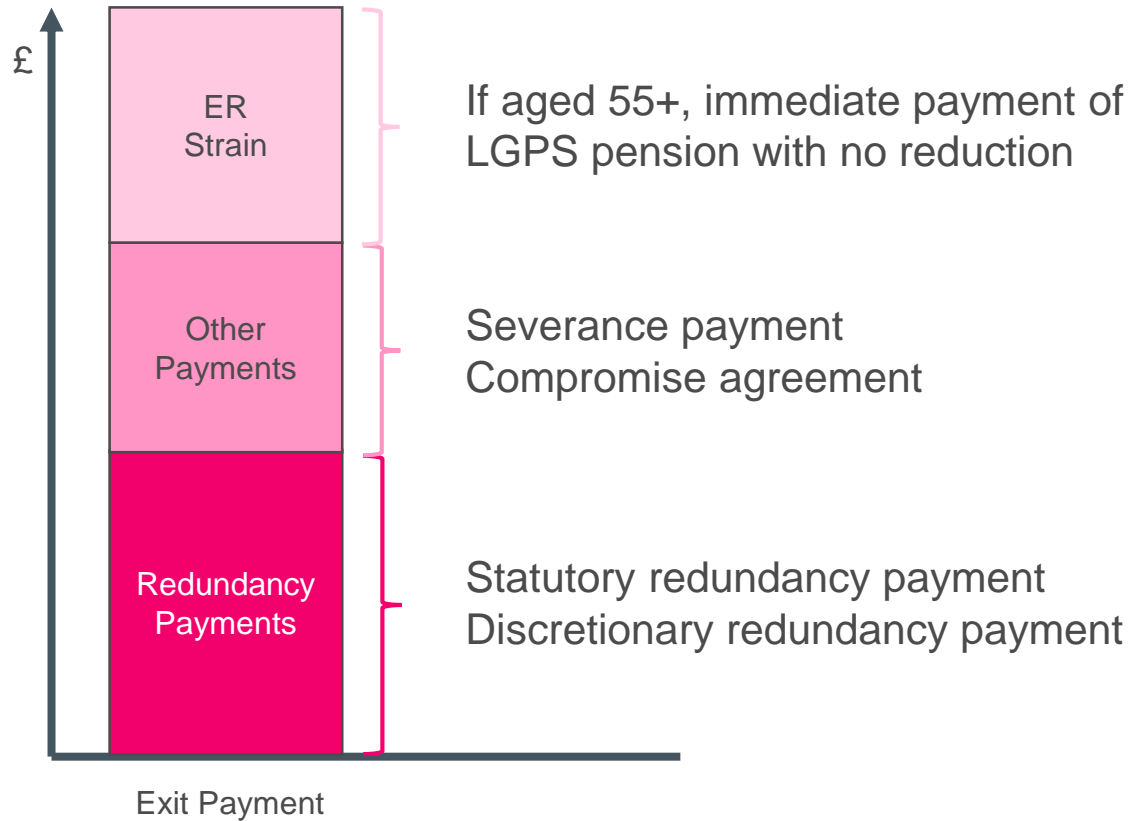 £
ER
Strain
If aged 55+, immediate payment of
LGPS pension with no reduction
Other
Payments
Severance payment
Compromise agreement
Redundancy
Payments
Statutory redundancy payment
Discretionary redundancy payment
Exit Payment